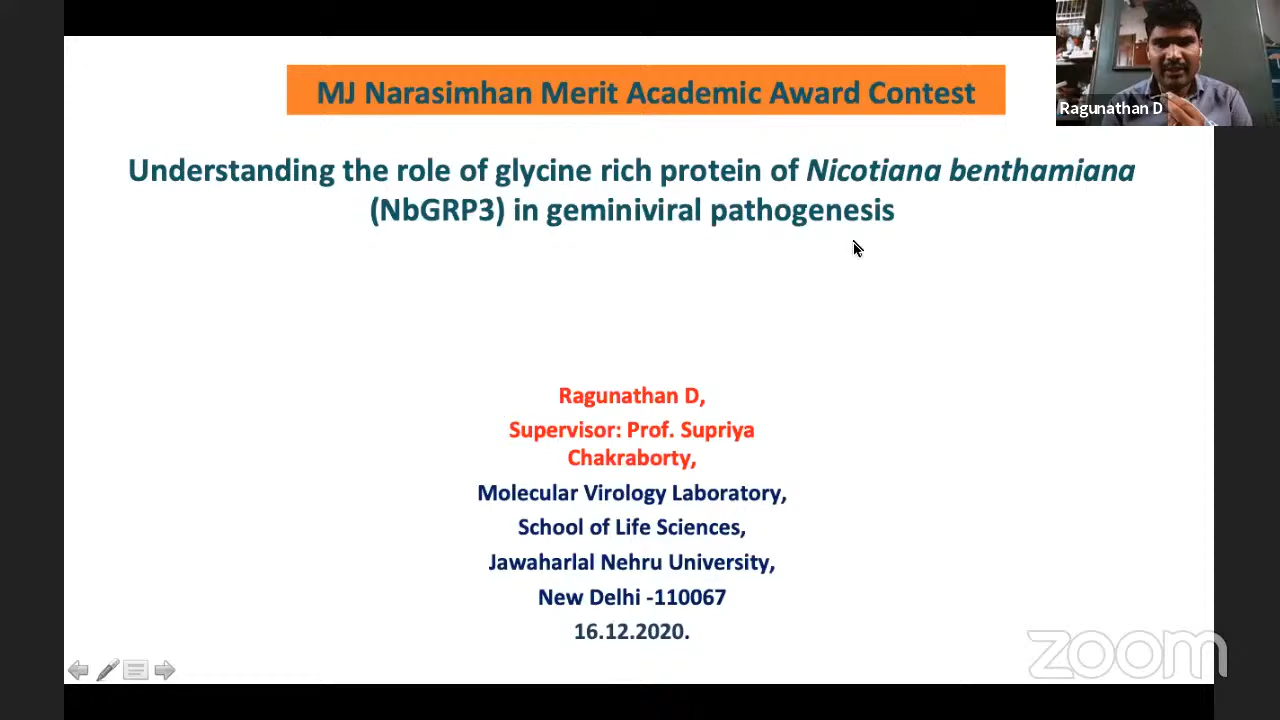 MJ Narasimhan Merit Academic Award Contest
Ragunathan D
Understanding the role of glycine rich protein of Nicotiana benthamiana
(NbGRP3) in geminiviral pathogenesis
Ragunathan D,
Supervisor: Prof. Supriya
Chakraborty,
Molecular Virology Laboratory,
School of Life Sciences,
Jawaharlal Nehru University,
New Delhi -110067
16.12.2020.
zoom